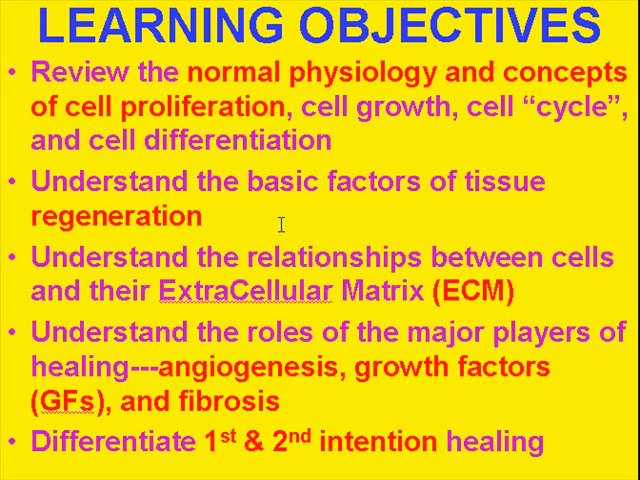 LEARNING OBJECTIVES
• Review the normal physiology and concepts
of cell proliferation, cell growth, cell “cycle”,
and cell differentiation
• Understand the basic factors of tissue
regeneration
• Understand the relationships between cells
and their ExtraCellular Matrix (ECM)
• Understand the roles of the major players of
healing---angiogenesis, growth factors
(GFs), and fibrosis
• Differentiate 1st & 2nd intention healing